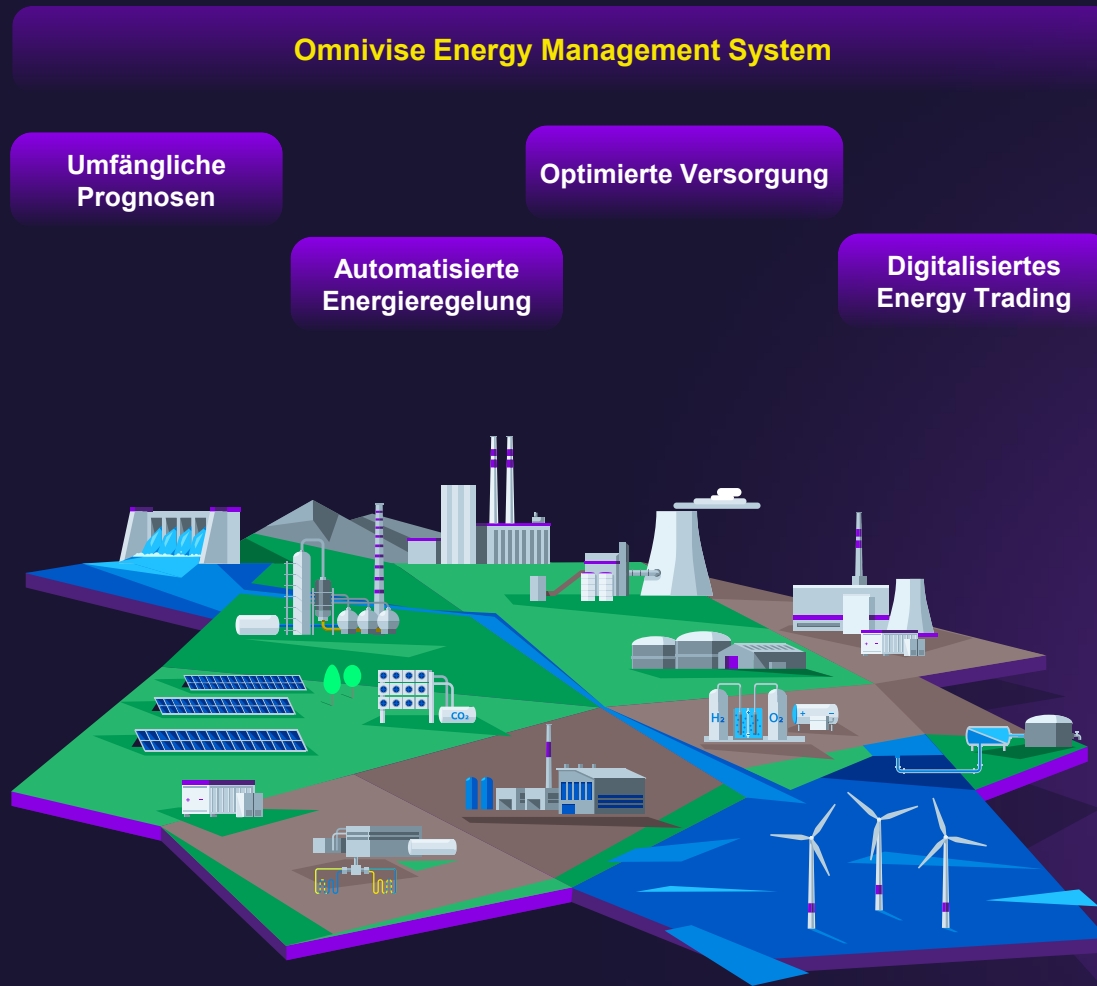 Omnivise Energy Management System
Umfängliche
Prognosen
Optimierte Versorgung
Automatisierte
Energieregelung
Digitalisiertes
Energy Trading
H₂
O₂
+
CO₂
+ −
+ −